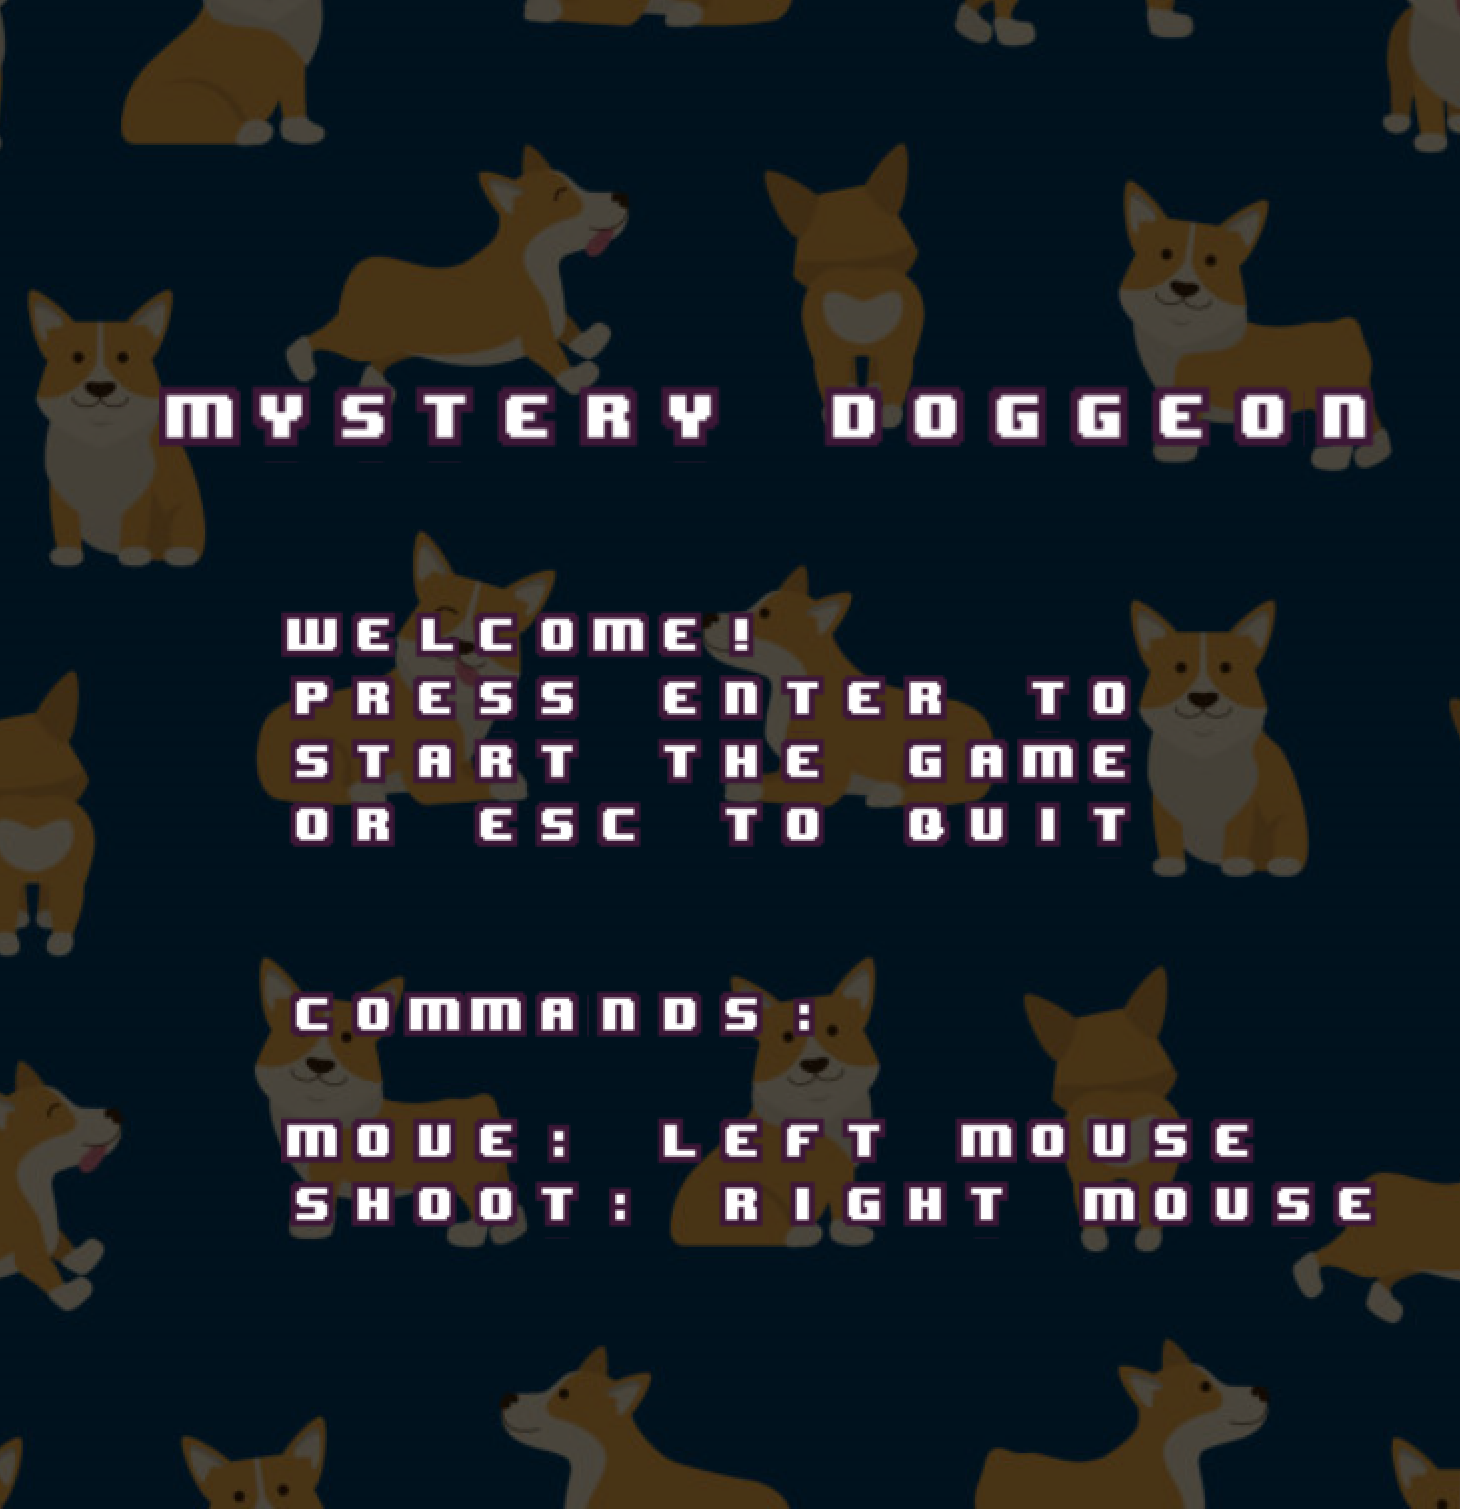 MYSTERY DOGGEON
WELCOME!
PRESS ENTER TO
START THE GAME
OR ESC TO QUIT
COMMANDS:
MOVE: LEFT MOUSE
SHOOT: RIGHT MOUSE